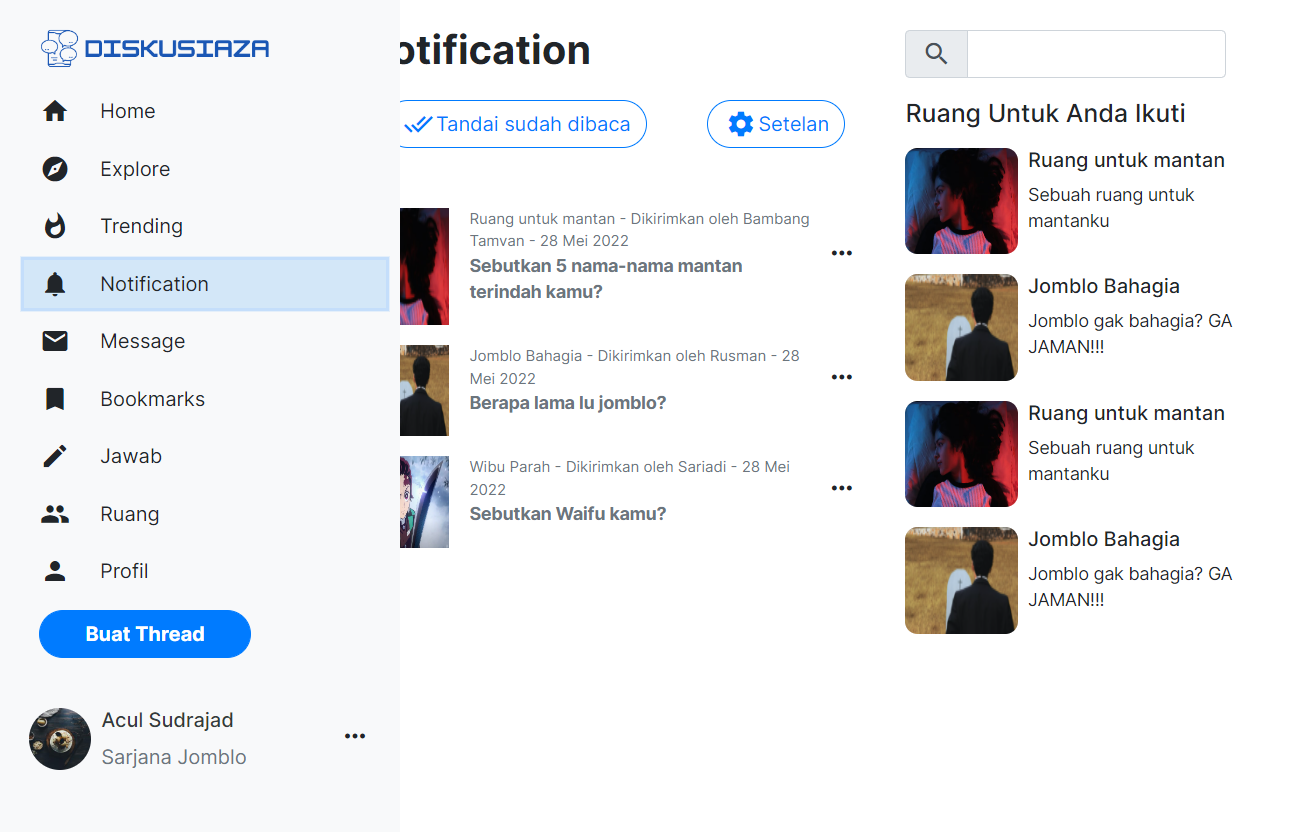 DISKUSIAZA
Home
Explore
Trending
Notification
Message
Bookmarks
Jawab
Ruang
Profil
Buat Thread
Acul Sudrajad
Sarjana Jomblo
otification
Tandai sudah dibaca
Setelan
Ruang untuk mantan - Dikirimkan oleh Bambang
Tamvan - 28 Mei 2022
Sebutkan 5 nama-nama mantan
terindah kamu?
Jomblo Bahagia - Dikirimkan oleh Rusman - 28
Mei 2022
Berapa lama lu jomblo?
Wibu Parah - Dikirimkan oleh Sariadi - 28 Mei
2022
Sebutkan Waifu kamu?
Ruang Untuk Anda Ikuti
Ruang untuk mantan
Sebuah ruang untuk
mantanku
Jomblo Bahagia
Jomblo gak bahagia? GA
JAMAN!!!
Ruang untuk mantan
Sebuah ruang untuk
mantanku
Jomblo Bahagia
Jomblo gak bahagia? GA
JAMAN!!!